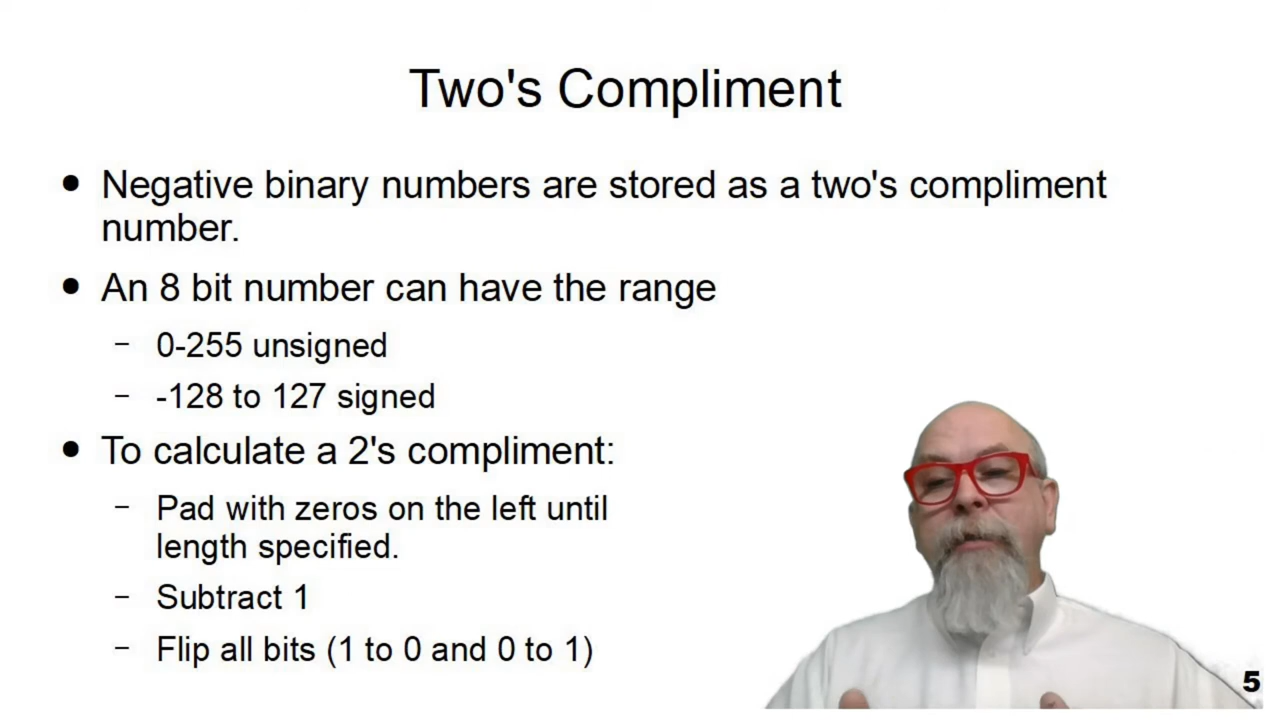 Two's Compliment
● Negative binary numbers are stored as a two's compliment
number.
● An 8 bit number can have the range
– 0-255 unsigned
– -128 to 127 signed
● To calculate a 2's compliment:
– Pad with zeros on the left until
length specified.
– Subtract 1
– Flip all bits (1 to 0 and 0 to 1)
5